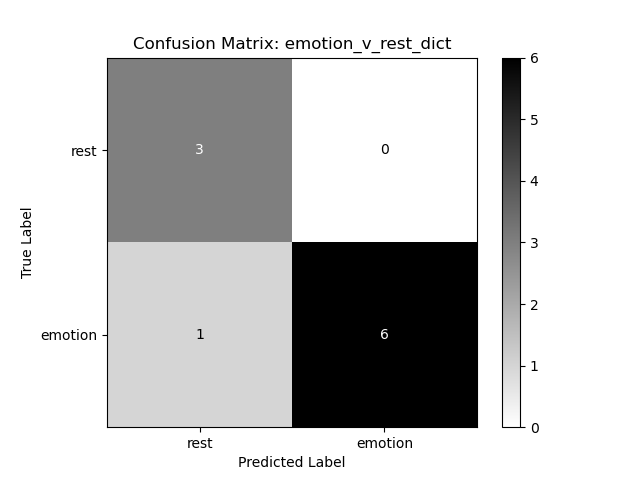 Confusion Matrix: emotion_v_rest_dict
True Label
rest
emotion
3
0
1
6
rest
emotion
Predicted Label
6
5
4
3
2
1
0